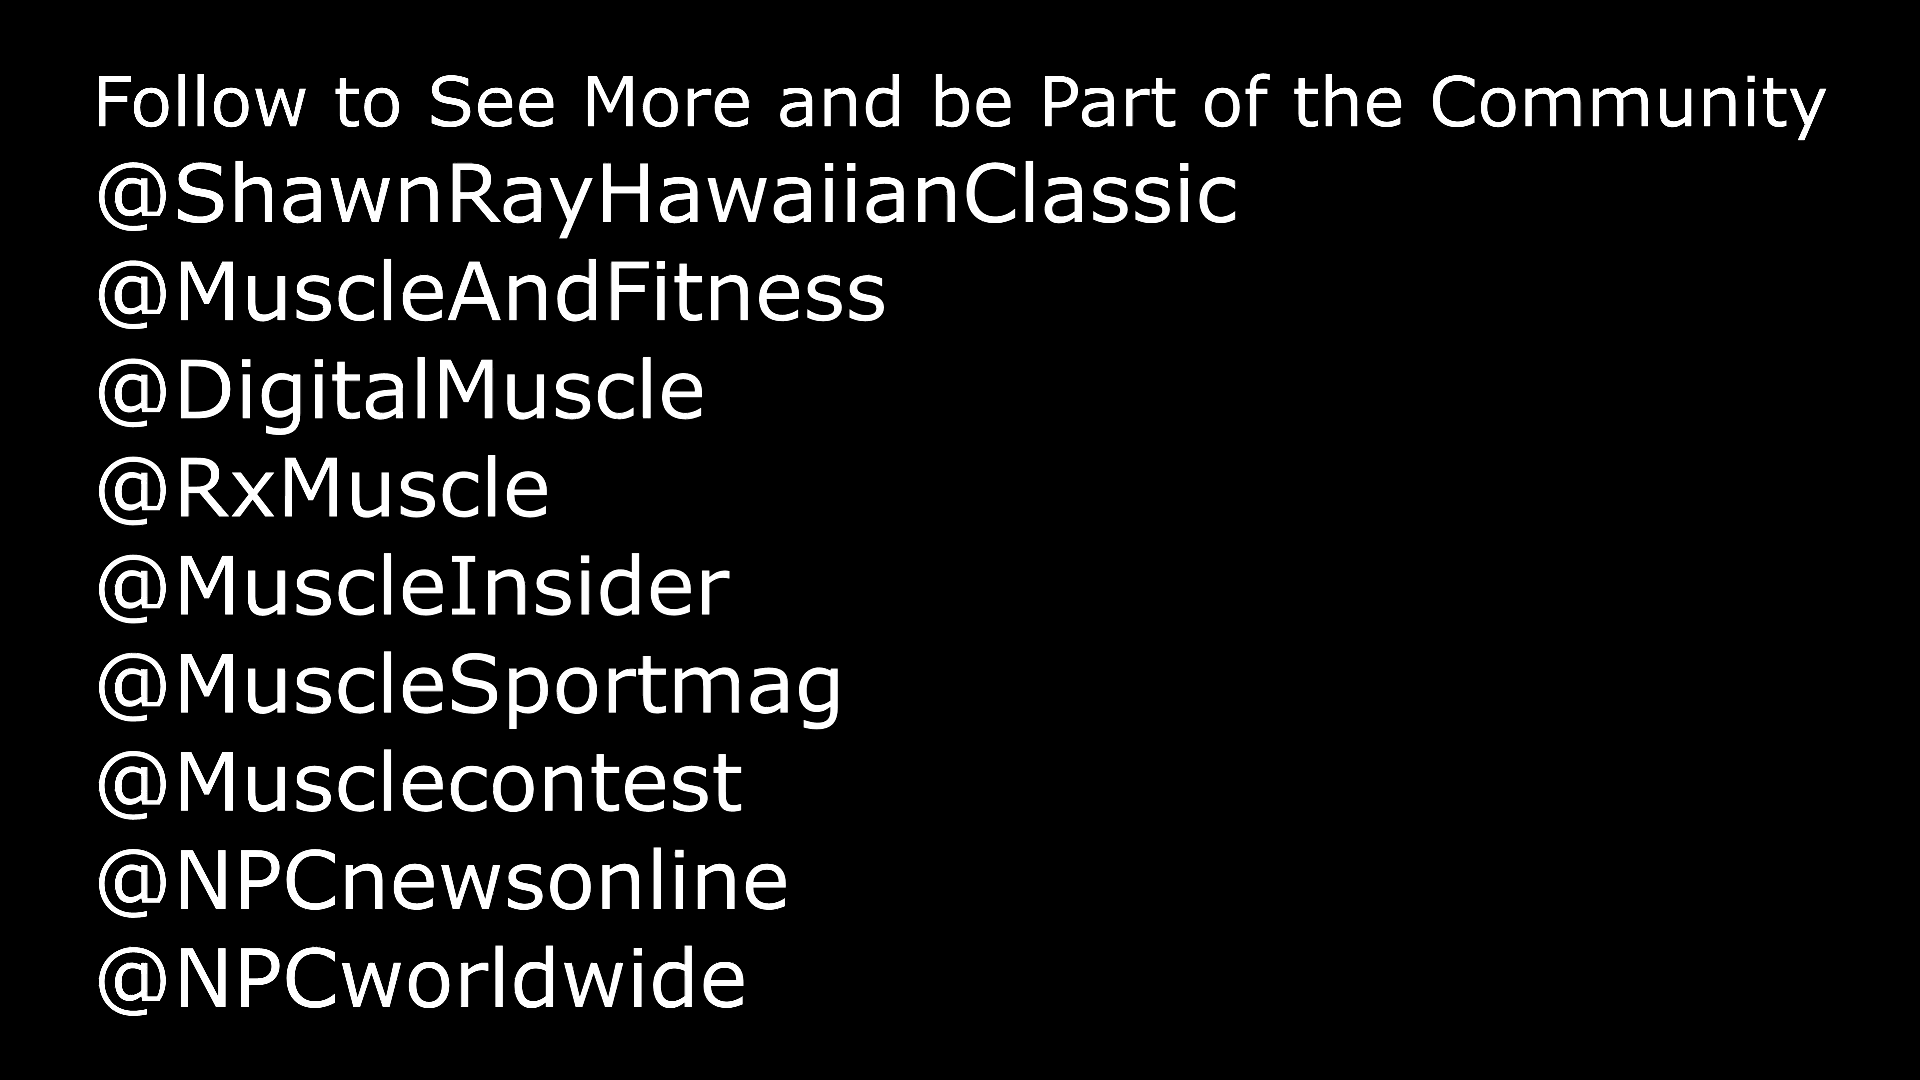 Follow to See More and be Part of the Community
@ShawnRayHawaiianClassic
@MuscleAndFitness
@DigitalMuscle
@RxMuscle
@MuscleInsider
@MuscleSportmag
@Musclecontest
@NPCnewsonline
@NPCworldwide